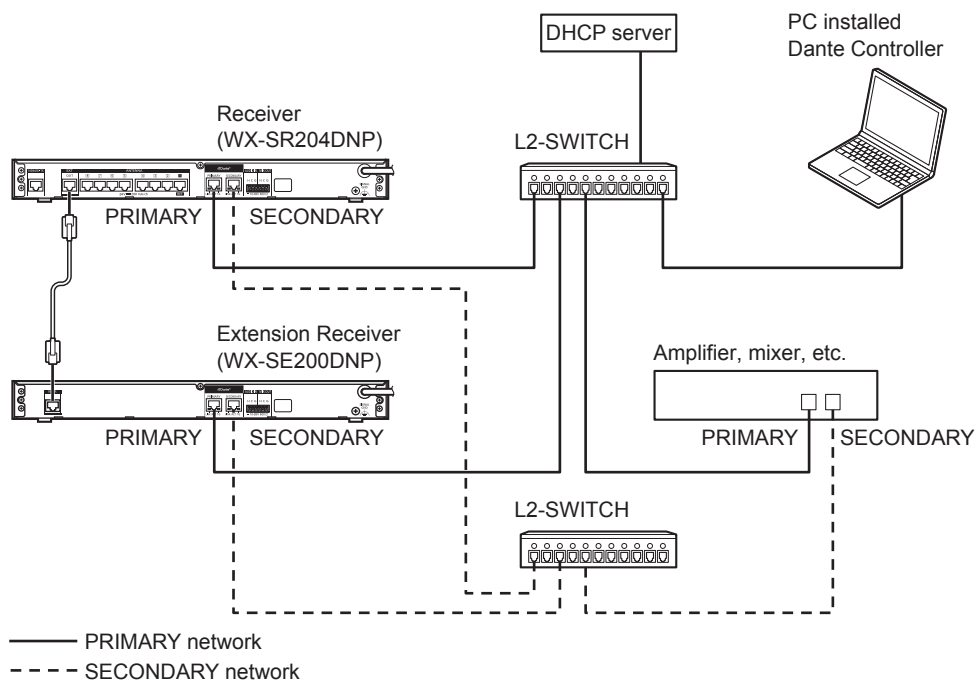 DHCP server
PC installed
Dante Controller
Receiver
(WX-SR204DNP)
L2-SWITCH
PRIMARY
SECONDARY
Extension Receiver
(WX-SE200DNP)
Amplifier, mixer, etc.
PRIMARY
SECONDARY
PRIMARY
SECONDARY
L2-SWITCH
PRIMARY network
SECONDARY network